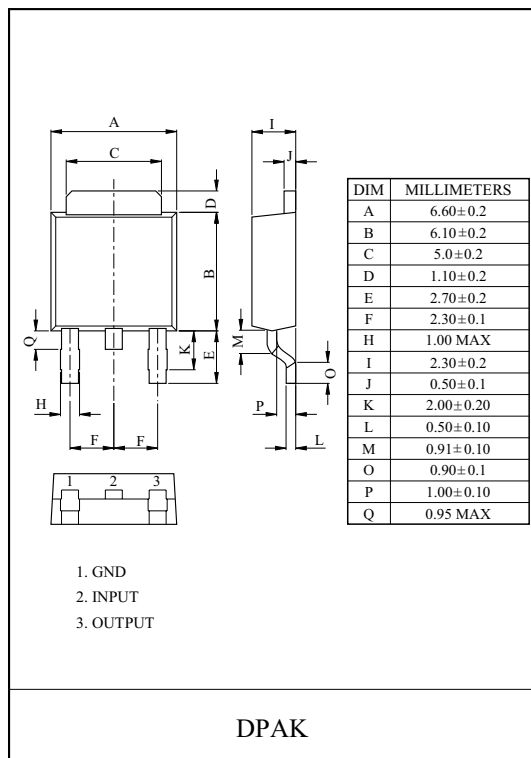 A
C
D
B
Q
K
E
H
F F
I
J
M
O
P
L
1 2 3
1. GND
2. INPUT
3. OUTPUT
DIM MILLIMETERS
A 6.60±0.2
B 6.10±0.2
C 5.0±0.2
D 1.10±0.2
E 2.70±0.2
F 2.30±0.1
H 1.00 MAX
I 2.30±0.2
J 0.50±0.1
K 2.00±0.20
L 0.50±0.10
M 0.91±0.10
O 0.90±0.1
P 1.00±0.10
Q 0.95 MAX
DPAK